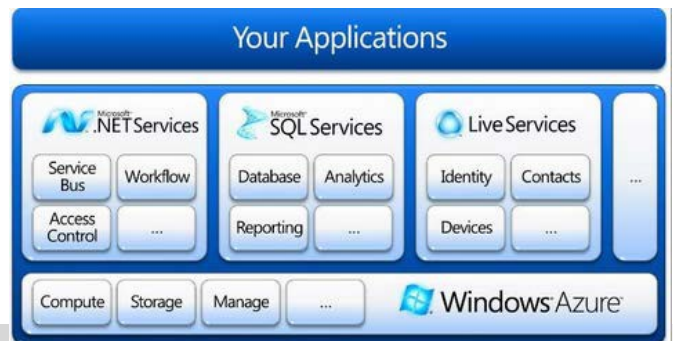 Your Applications
Microsoft
.NET Services
Service
Bus
Workflow
Access
Control
...
Microsoft
SQL Services
Database
Analytics
Reporting
...
Live Services
Identity
Contacts
Devices
...
...
Compute
Storage
Manage
...
Windows Azure